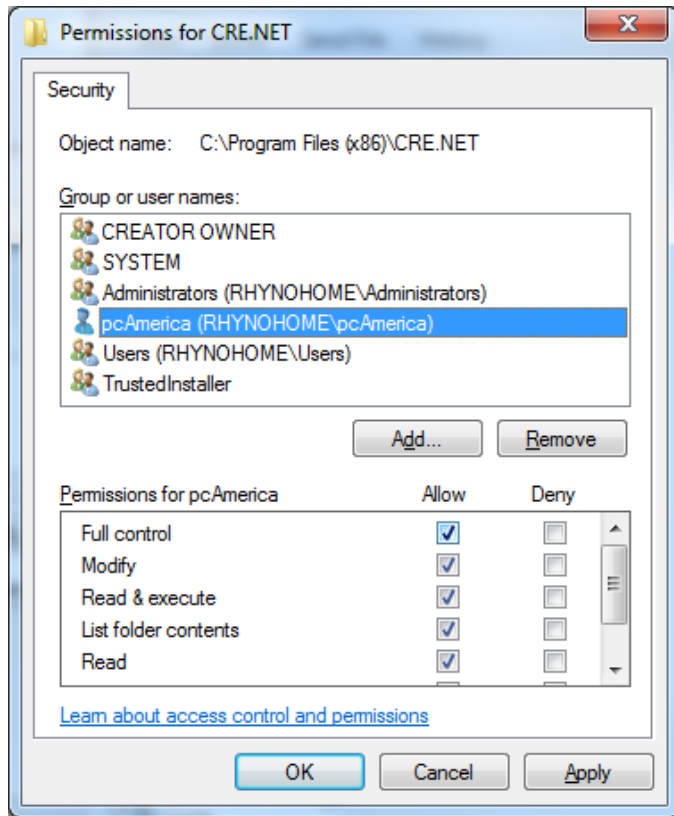 Permissions for CRE.NET
Security
Object name: C:\Program Files (x86)\CRE.NET
Group or user names:
CREATOR OWNER
SYSTEM
Administrators (RHYNOHOME\Administrators)
pcAmerica (RHYNOHOME\pcAmerica)
Users (RHYNOHOME\Users)
TrustedInstaller
Add... Remove
Permissions for pcAmerica Allow Deny
Full control
Modify
Read & execute
List folder contents
Read
Learn about access control and permissions
OK Cancel Apply